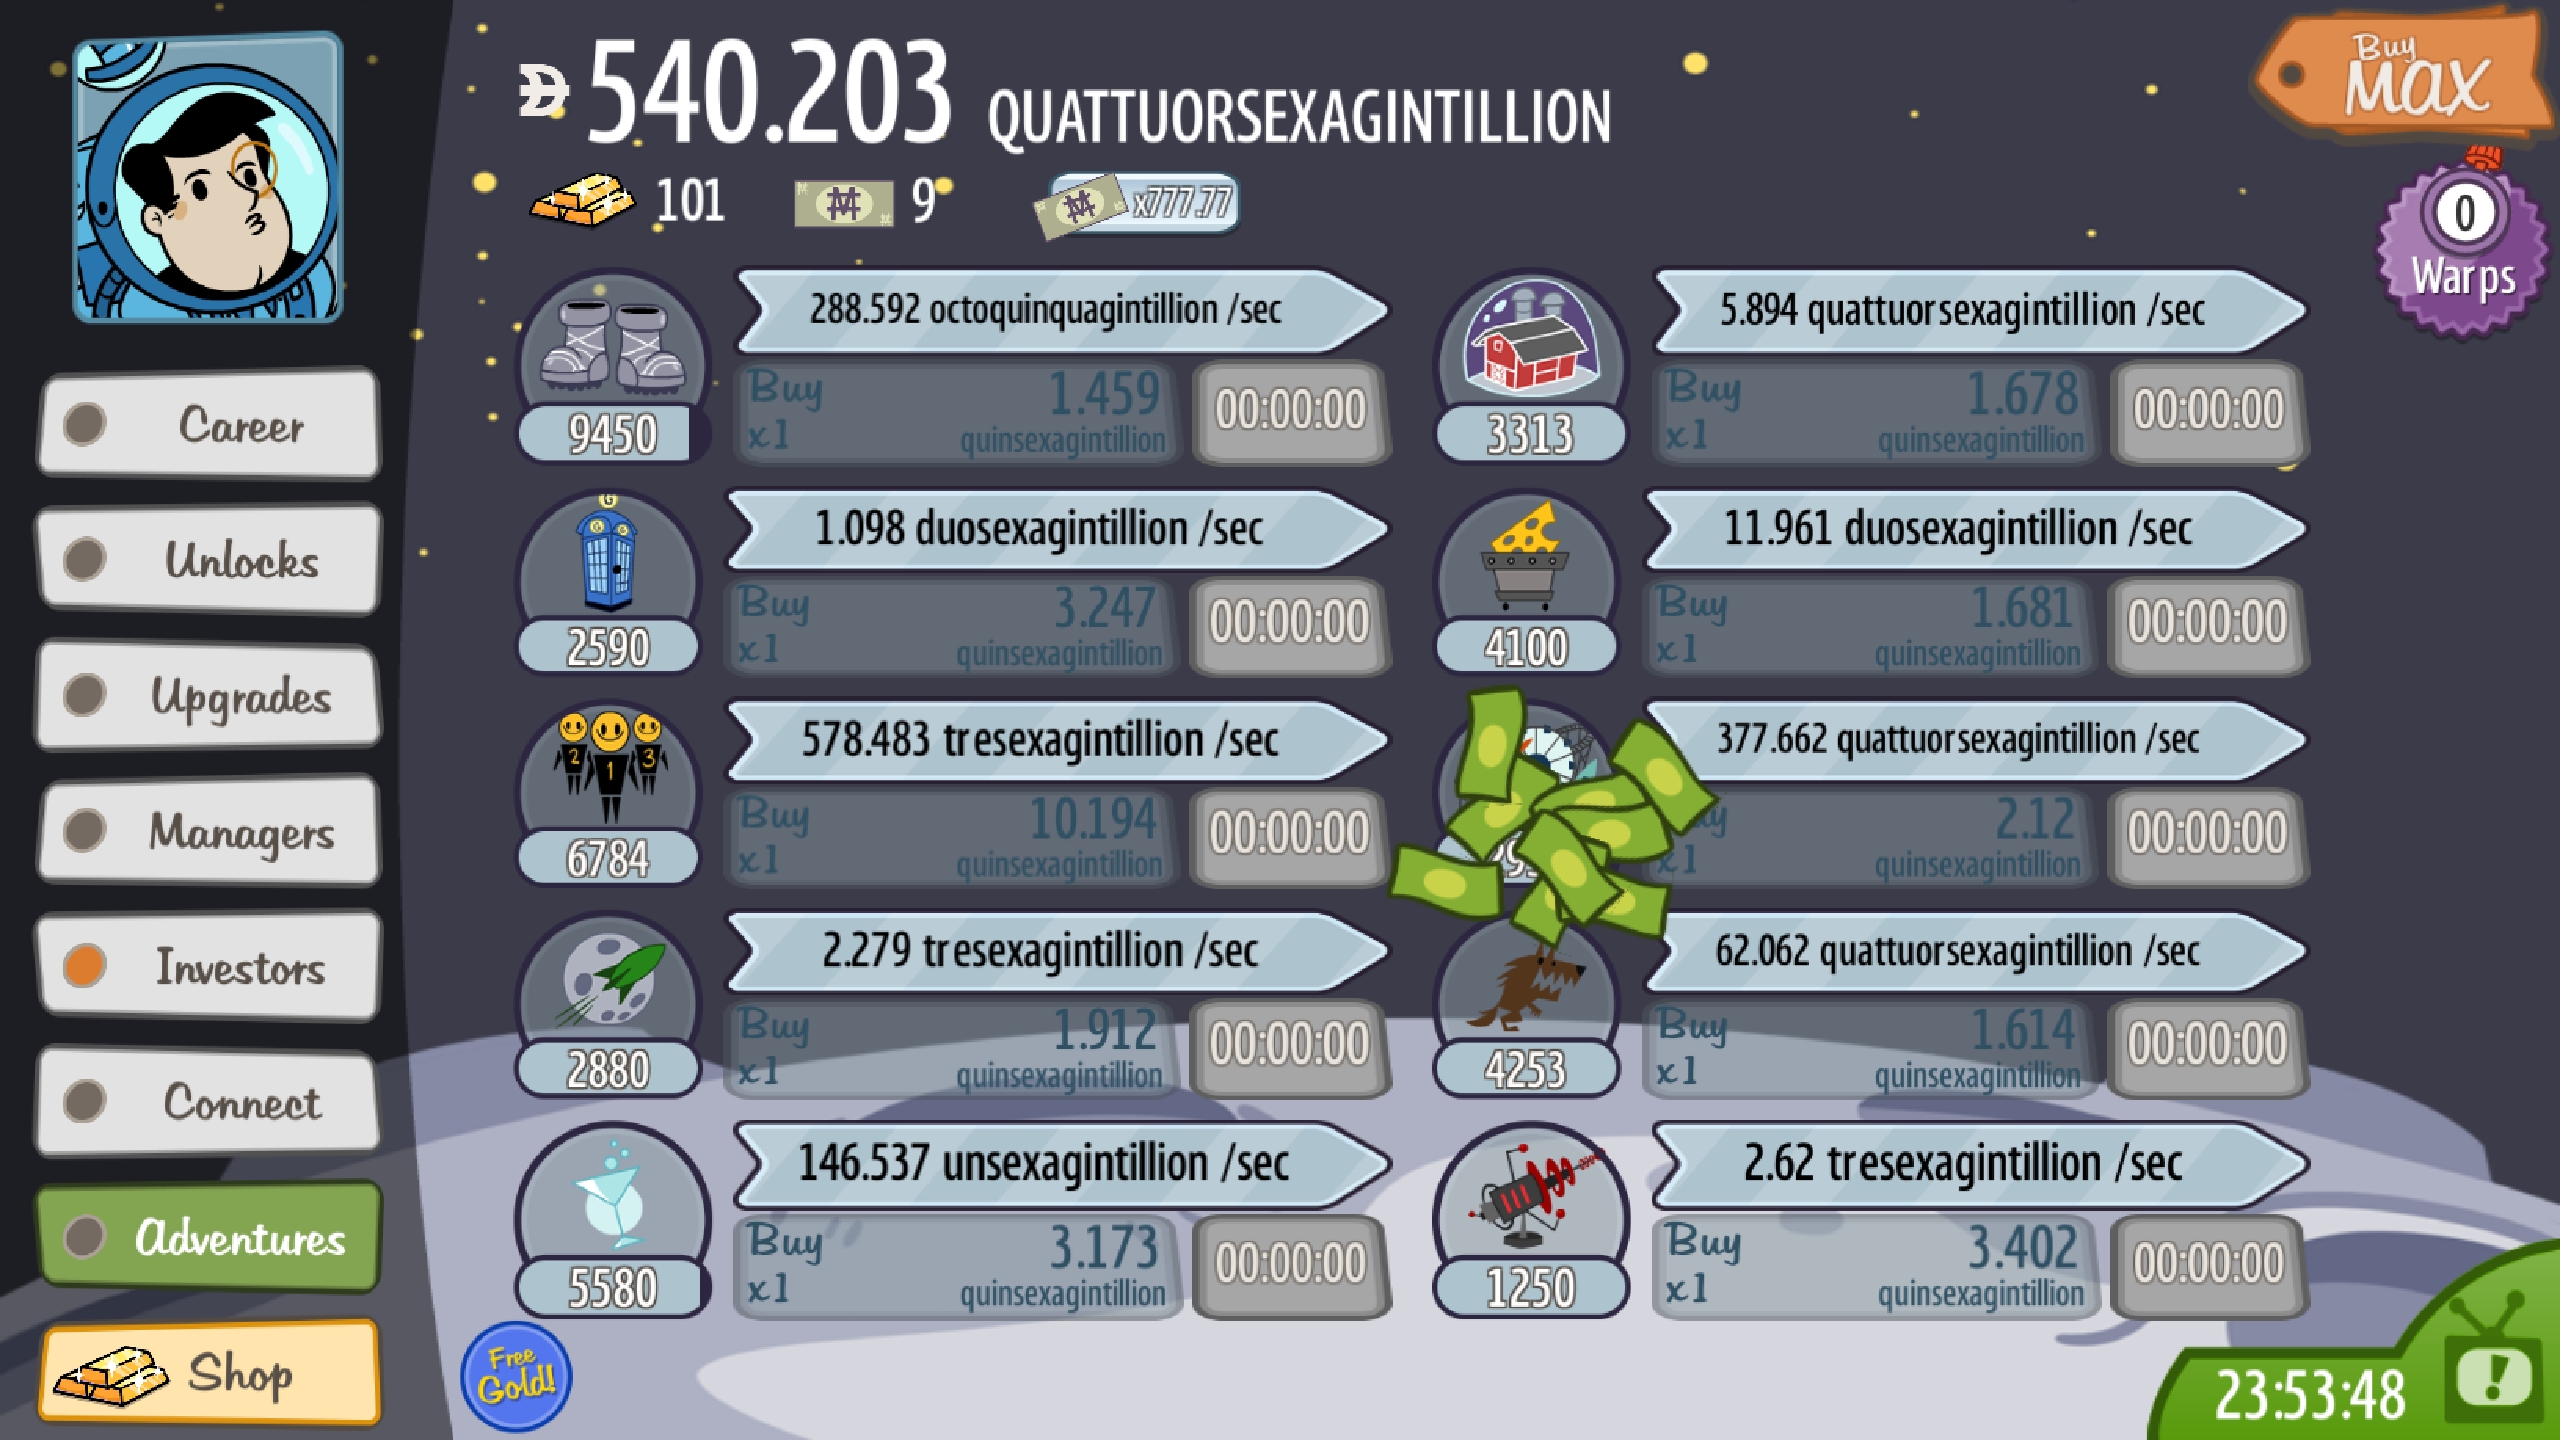 540.203 QUATTUORSEXAGINTILLION
Buy
MAX
101
9
x777.77
0
Warps
Career
Unlocks
Upgrades
Managers
Investors
Connect
Adventures
Shop
288.592 octoquinquagintillion /sec
Buy 1.459
x1 quinsexagintillion
00:00:00
9450
5.894 quattuorsexagintillion /sec
Buy 1.678
x1 quinsexagintillion
00:00:00
3313
1.098 duosexagintillion /sec
Buy 3.247
x1 quinsexagintillion
00:00:00
2590
11.961 duosexagintillion /sec
Buy 1.681
x1 quinsexagintillion
00:00:00
4100
2 1 3
578.483 tresexagintillion /sec
Buy 10.194
x1 quinsexagintillion
00:00:00
6784
377.662 quattuorsexagintillion /sec
2.12
x1 quinsexagintillion
00:00:00
2.279 tresexagintillion /sec
Buy 1.912
x1 quinsexagintillion
00:00:00
2880
62.062 quattuorsexagintillion /sec
Buy 1.614
x1 quinsexagintillion
00:00:00
4253
146.537 unsexagintillion /sec
Buy 3.173
x1 quinsexagintillion
00:00:00
5580
2.62 tresexagintillion /sec
Buy 3.402
x1 quinsexagintillion
00:00:00
1250
Free
Gold!
23:53:48
!